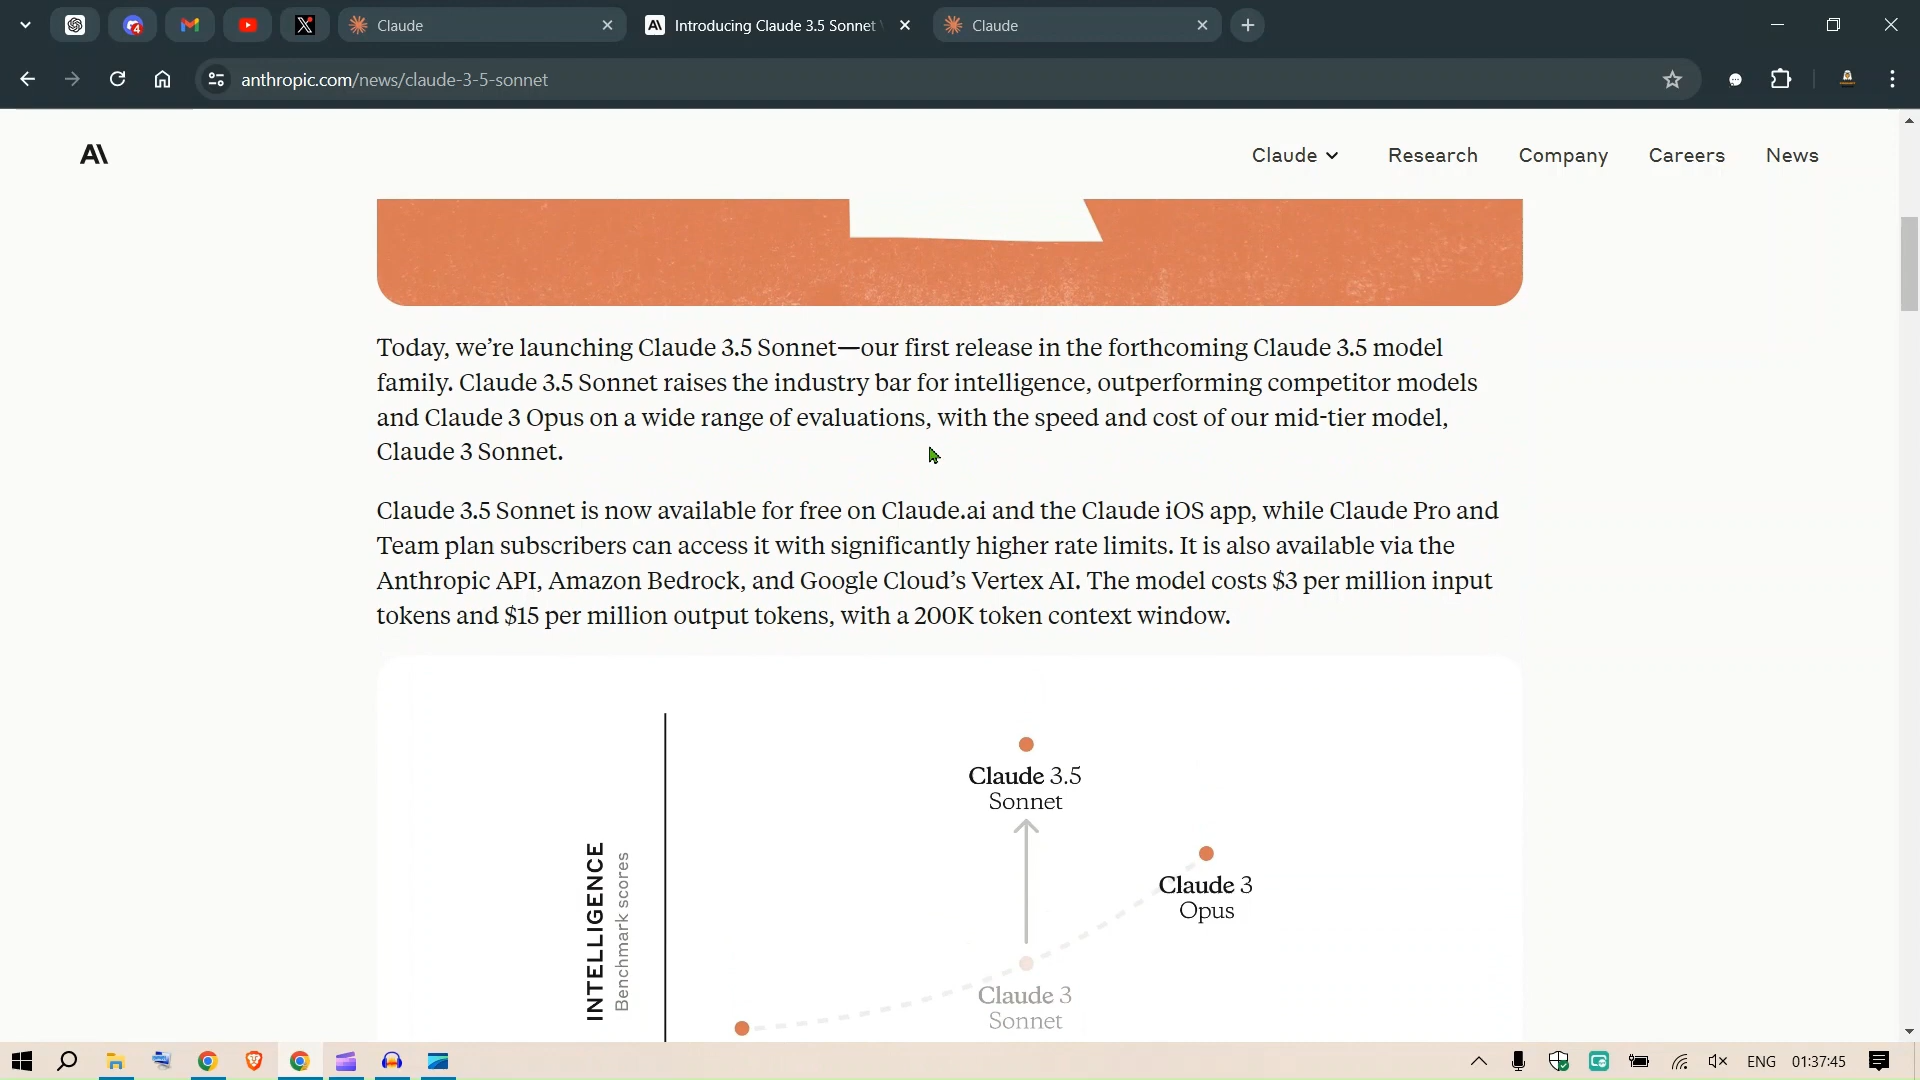 4
Claude
Introducing Claude 3.5 Sonnet
Claude
anthropic.com/news/claude-3-5-sonnet
A\
Claude
Research
Company
Careers
News
Today, we’re launching Claude 3.5 Sonnet—our first release in the forthcoming Claude 3.5 model
family. Claude 3.5 Sonnet raises the industry bar for intelligence, outperforming competitor models
and Claude 3 Opus on a wide range of evaluations, with the speed and cost of our mid-tier model,
Claude 3 Sonnet.
Claude 3.5 Sonnet is now available for free on Claude.ai and the Claude iOS app, while Claude Pro and
Team plan subscribers can access it with significantly higher rate limits. It is also available via the
Anthropic API, Amazon Bedrock, and Google Cloud’s Vertex AI. The model costs $3 per million input
tokens and $15 per million output tokens, with a 200K token context window.
INTELLIGENCE
Benchmark scores
Claude 3.5
Sonnet
Claude 3
Opus
Claude 3
Sonnet
ENG
01:37:45